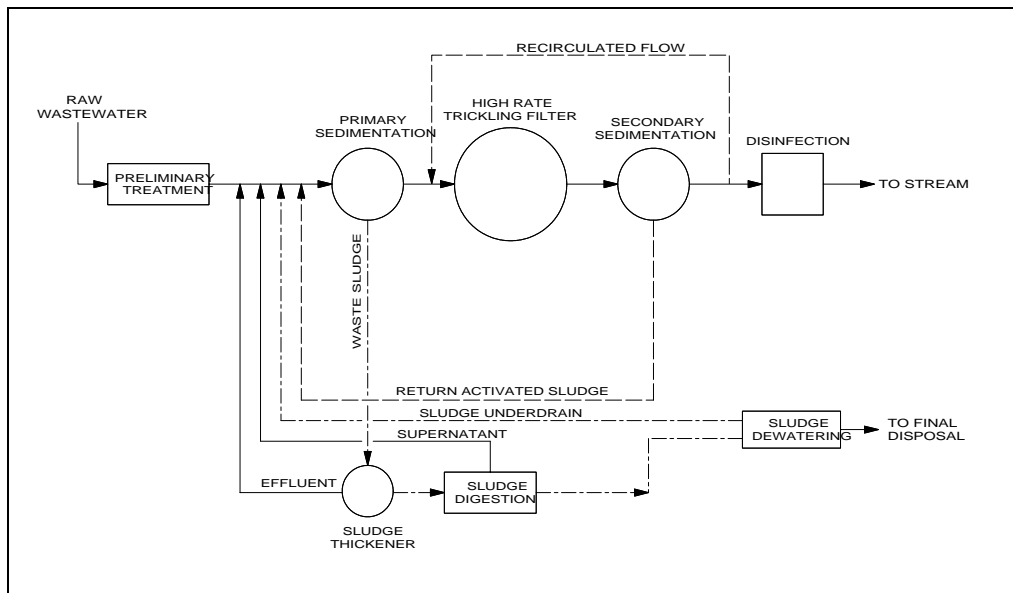 RECIRCULATED FLOW
RAW
WASTEWATER
PRIMARY
SEDIMENTATION
HIGH RATE
TRICKLING FILTER
SECONDARY
SEDIMENTATION
DISINFECTION
PRELIMINARY
TREATMENT
TO STREAM
WASTE SLUDGE
RETURN ACTIVATED SLUDGE
SLUDGE UNDERDRAIN
SUPERNATANT
SLUDGE
DEWATERING
TO FINAL
DISPOSAL
EFFLUENT
SLUDGE
DIGESTION
SLUDGE
THICKENER